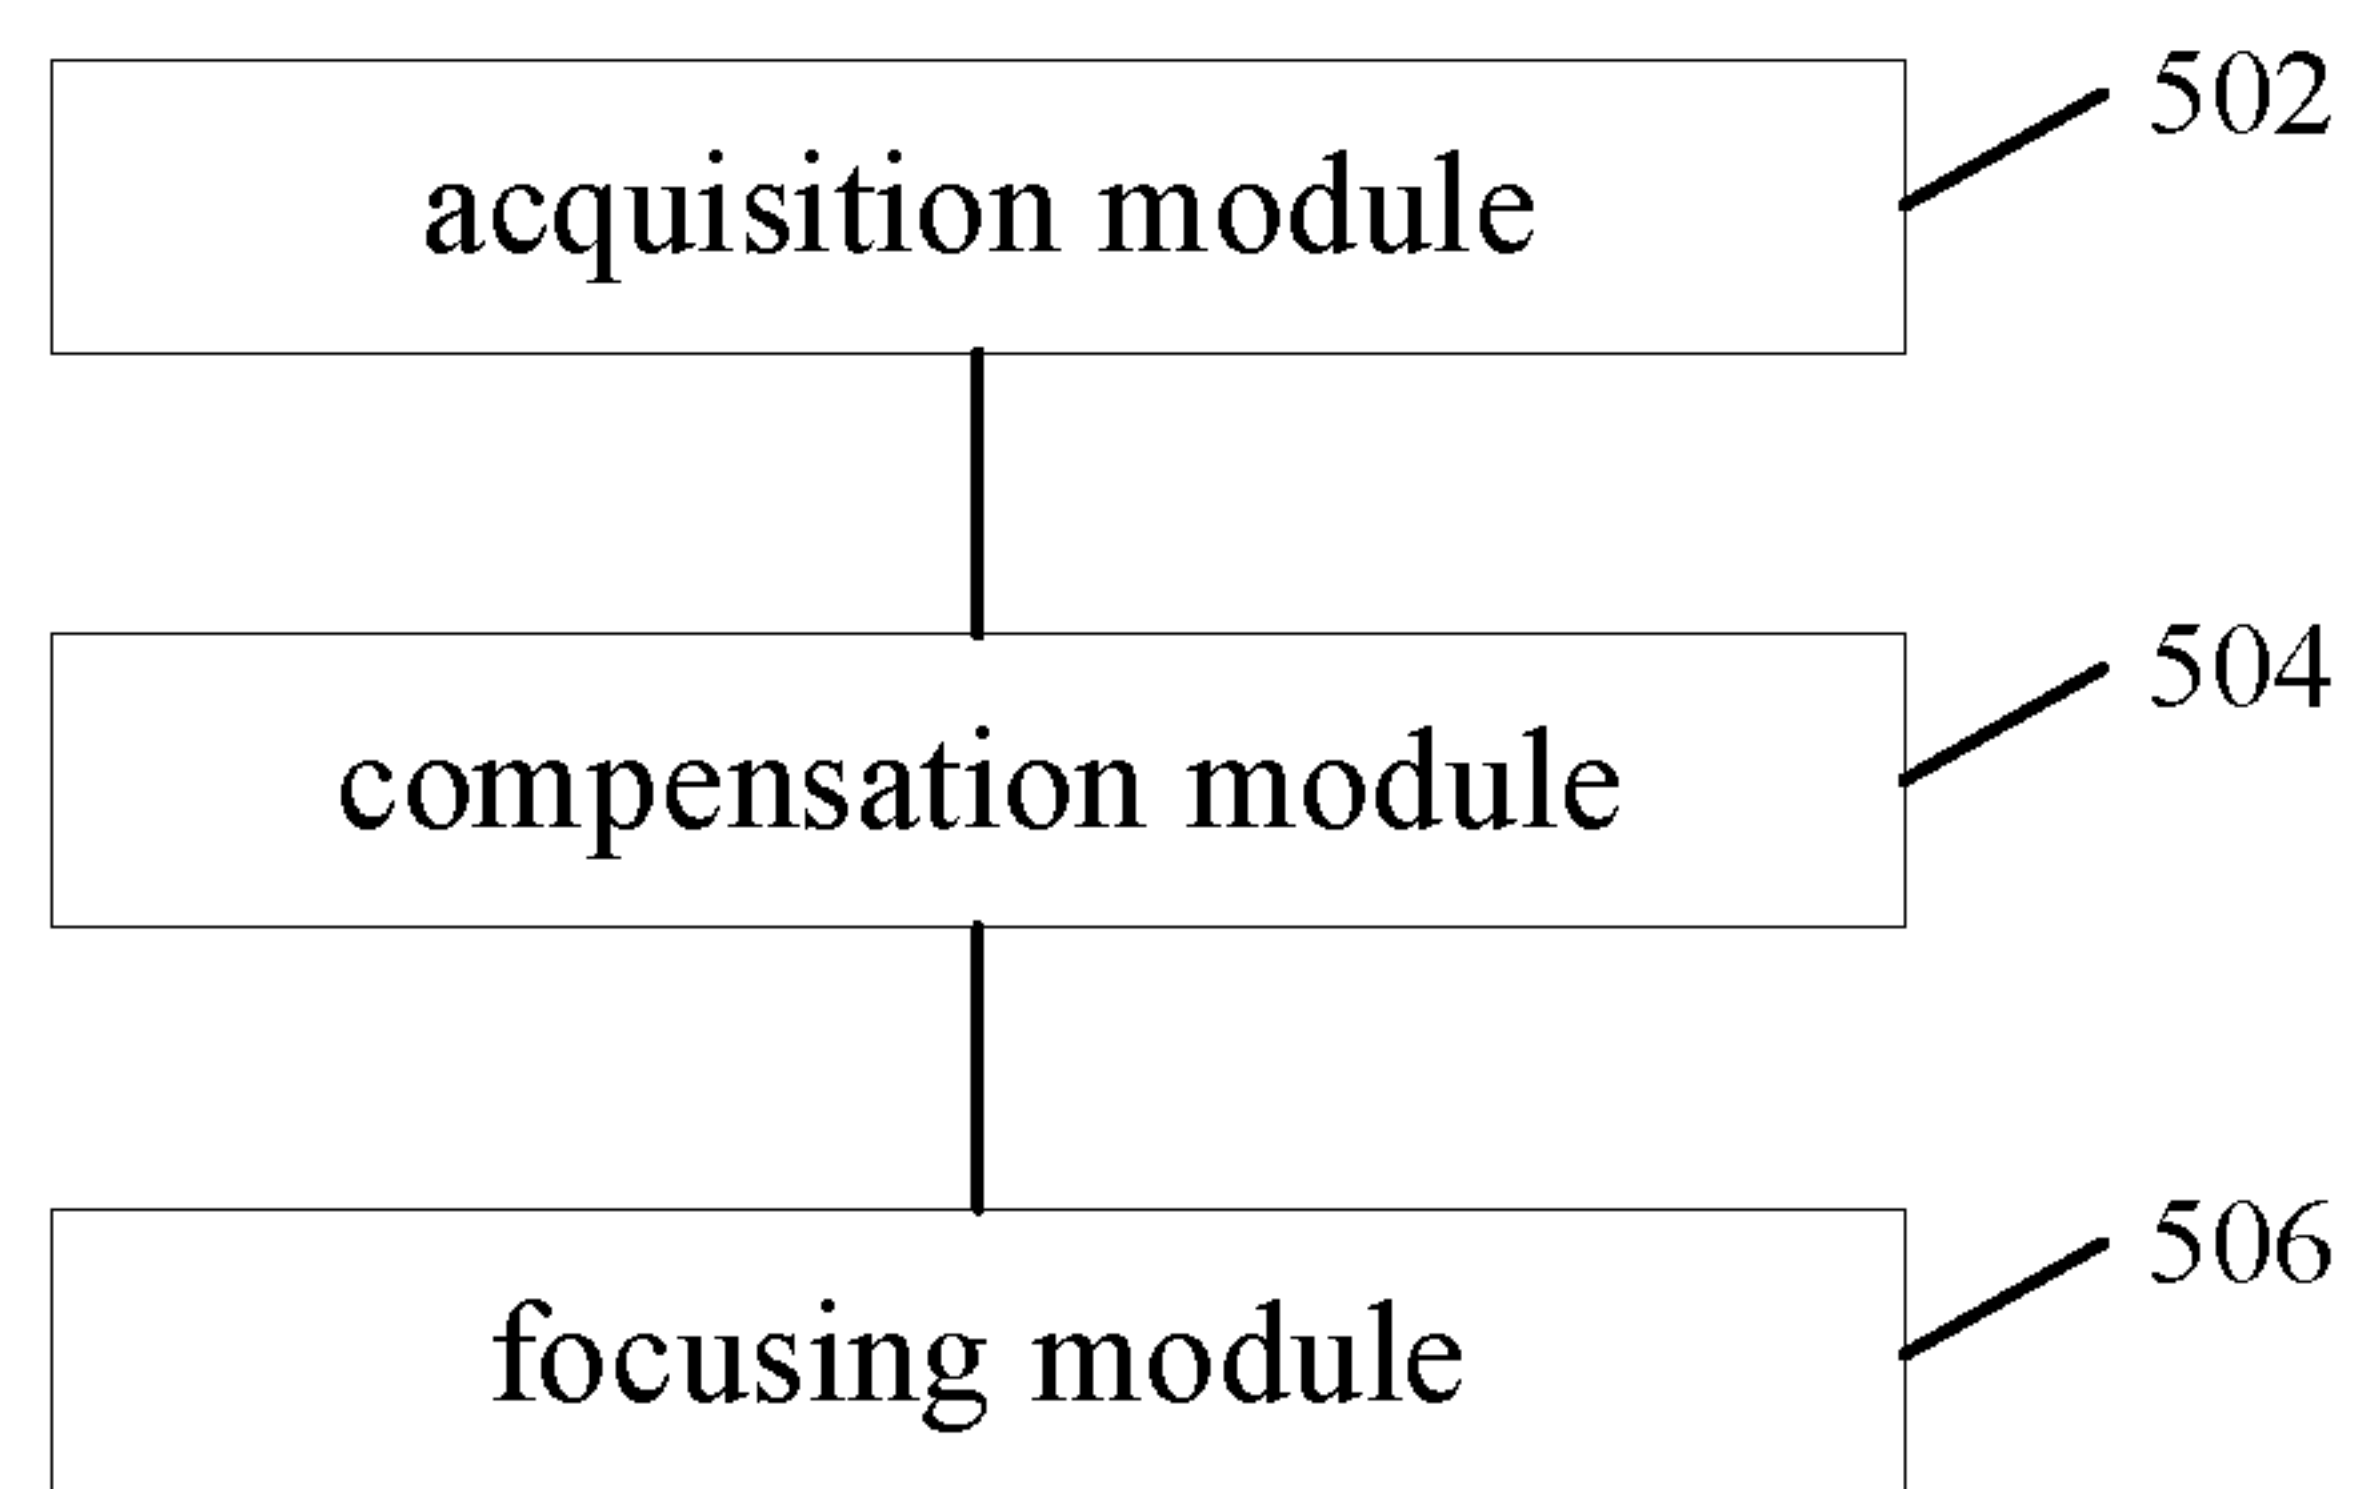 acquisition module
502
compensation module
504
focusing module
506